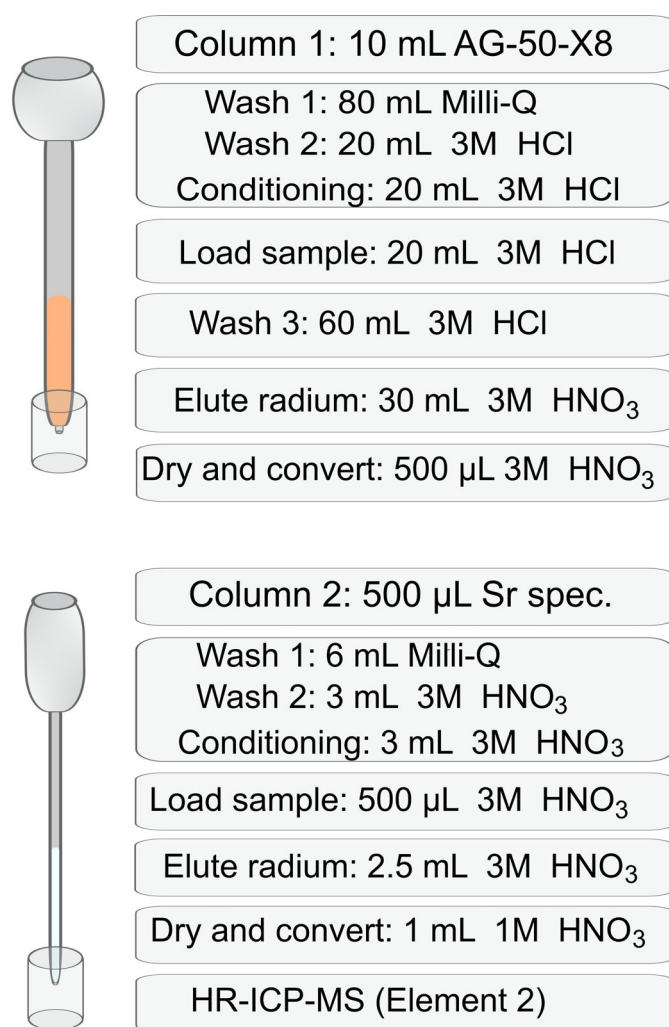 Column 1: 10 mL AG-50-X8
Wash 1: 80 mL Milli-Q
Wash 2: 20 mL 3M HCl
Conditioning: 20 mL 3M HCl
Load sample: 20 mL 3M HCl
Wash 3: 60 mL 3M HCl
Elute radium: 30 mL 3M HNO₃
Dry and convert: 500 µL 3M HNO₃
Column 2: 500 µL Sr spec.
Wash 1: 6 mL Milli-Q
Wash 2: 3 mL 3M HNO₃
Conditioning: 3 mL 3M HNO₃
Load sample: 500 µL 3M HNO₃
Elute radium: 2.5 mL 3M HNO₃
Dry and convert: 1 mL 1M HNO₃
HR-ICP-MS (Element 2)